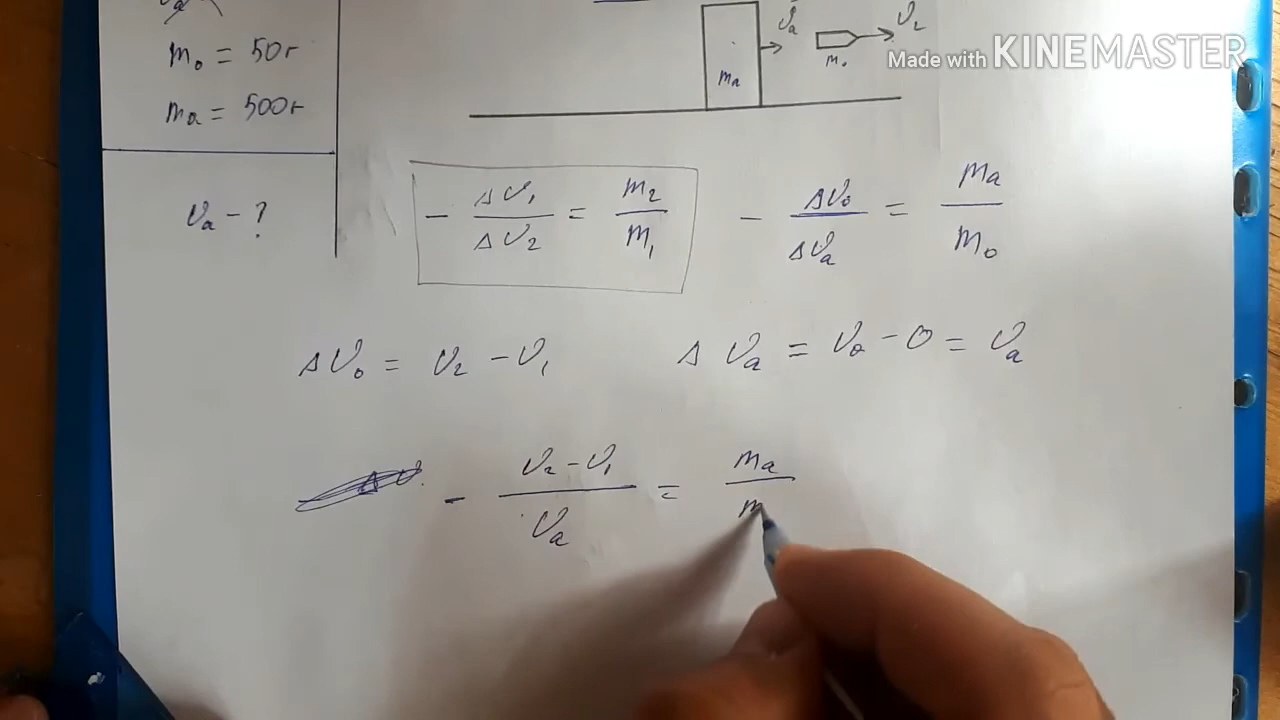 m₀ = 50г
mₐ = 500г
υₐ - ?
υₐ υ₂
mₐ m₀
Made with KINEMASTER
- Δυ₁/Δυ₂ = m₂/m₁
- Δυ₀/Δυₐ = mₐ/m₀
Δυ₀ = υ₂ - υ₁
Δυₐ = υₐ - 0 = υₐ
- (υ₂ - υ₁)/υₐ = mₐ/m